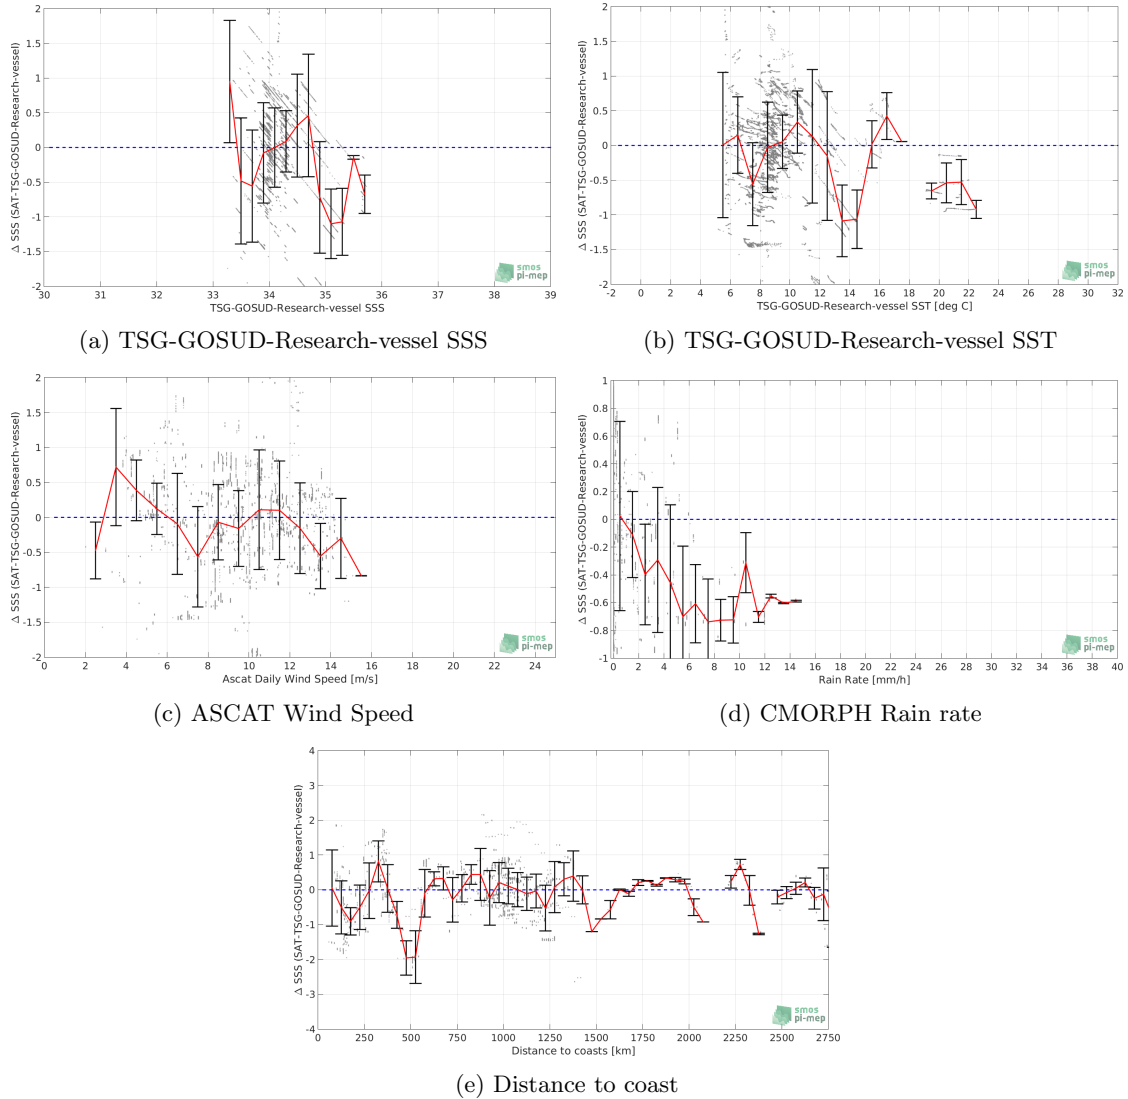 Δ SSS (SAT-TSG-GOSUD-Research-vessel)
2
1.5
1
0.5
0
-0.5
-1
-1.5
-2
30 31 32 33 34 35 36 37 38 39
TSG-GOSUD-Research-vessel SSS
smos
pi-mep
(a) TSG-GOSUD-Research-vessel SSS
Δ SSS (SAT-TSG-GOSUD-Research-vessel)
2
1.5
1
0.5
0
-0.5
-1
-1.5
-2
-2 0 2 4 6 8 10 12 14 16 18 20 22 24 26 28 30 32
TSG-GOSUD-Research-vessel SST [deg C]
smos
pi-mep
(b) TSG-GOSUD-Research-vessel SST
Δ SSS (SAT-TSG-GOSUD-Research-vessel)
2
1.5
1
0.5
0
-0.5
-1
-1.5
-2
0 2 4 6 8 10 12 14 16 18 20 22 24
Ascat Daily Wind Speed [m/s]
smos
pi-mep
(c) ASCAT Wind Speed
Δ SSS (SAT-TSG-GOSUD-Research-vessel)
1
0.8
0.6
0.4
0.2
0
-0.2
-0.4
-0.6
-0.8
-1
0 2 4 6 8 10 12 14 16 18 20 22 24 26 28 30 32 34 36 38 40
Rain Rate [mm/h]
smos
pi-mep
(d) CMORPH Rain rate
Δ SSS (SAT-TSG-GOSUD-Research-vessel)
4
3
2
1
0
-1
-2
-3
-4
0 250 500 750 1000 1250 1500 1750 2000 2250 2500 2750
Distance to coasts [km]
smos
pi-mep
(e) Distance to coast